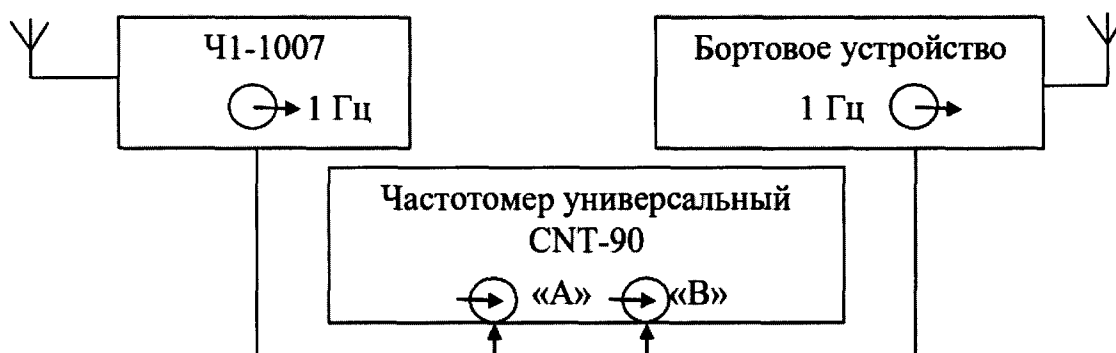 Ч1-1007
1 Гц
Бортовое устройство
1 Гц
Частотомер универсальный
CNT-90
«А» «В»